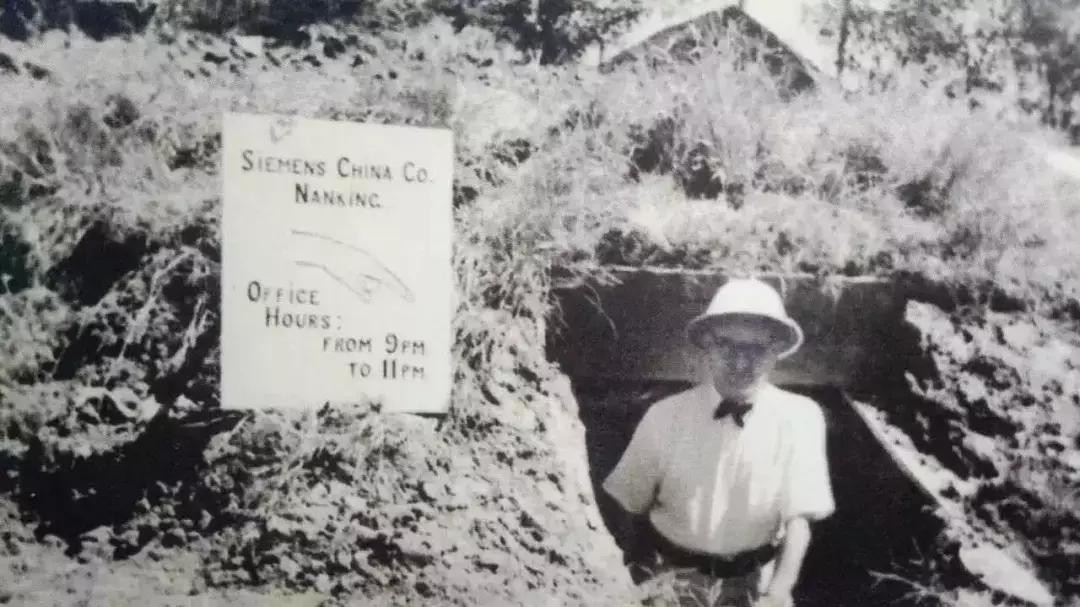 SIEMENS CHINA CO.
NANKING.
OFFICE
HOURS:
FROM 9PM
TO 11PM